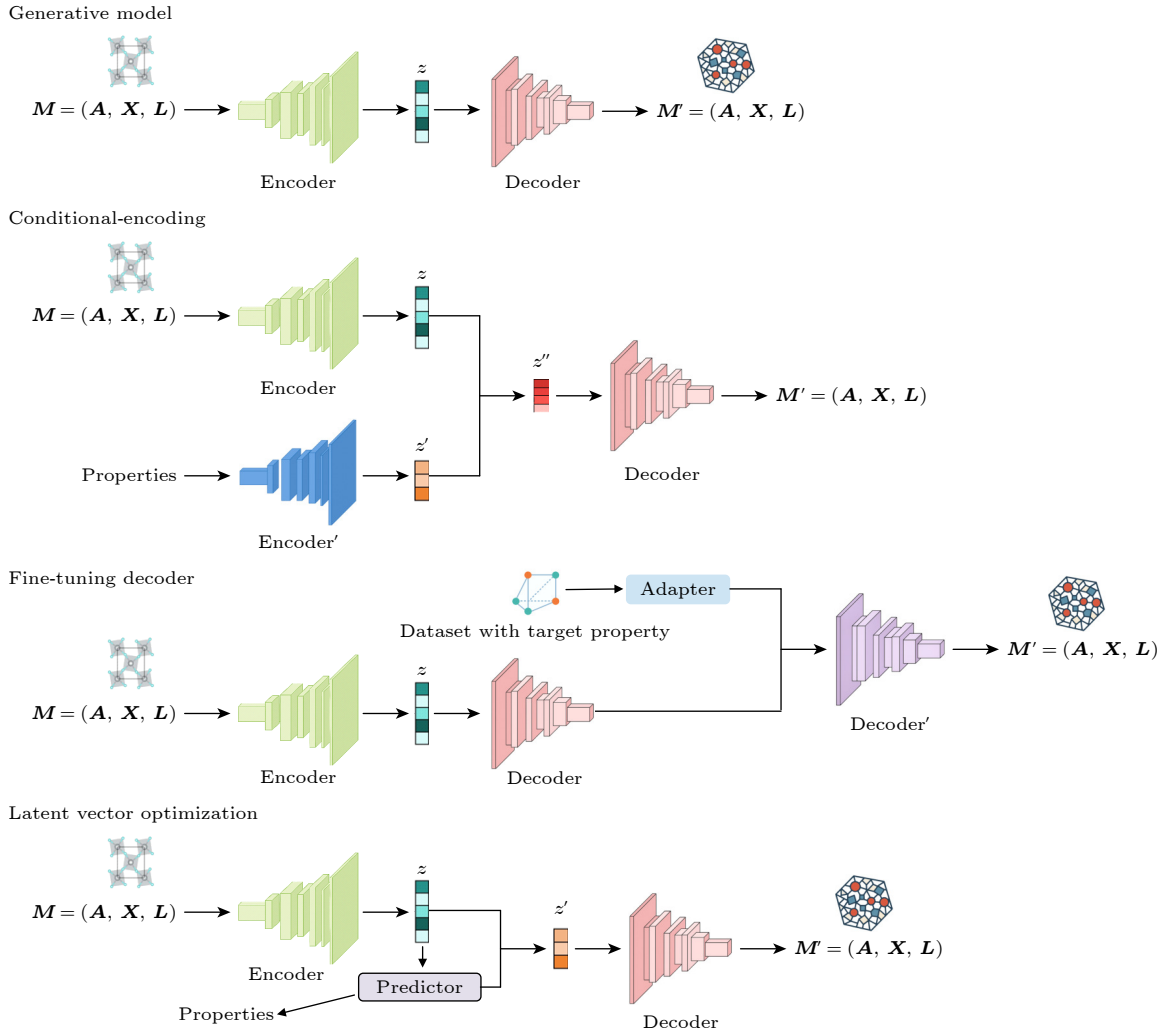 Generative model
z
M = (A, X, L)
M′ = (A, X, L)
Encoder
Decoder
Conditional-encoding
z
M = (A, X, L)
Encoder
z″
M′ = (A, X, L)
Decoder
z′
Properties
Encoder′
Fine-tuning decoder
Adapter
Dataset with target property
M′ = (A, X, L)
z
M = (A, X, L)
Decoder′
Encoder
Decoder
Latent vector optimization
z
M = (A, X, L)
z′
M′ = (A, X, L)
Encoder
Predictor
Properties
Decoder